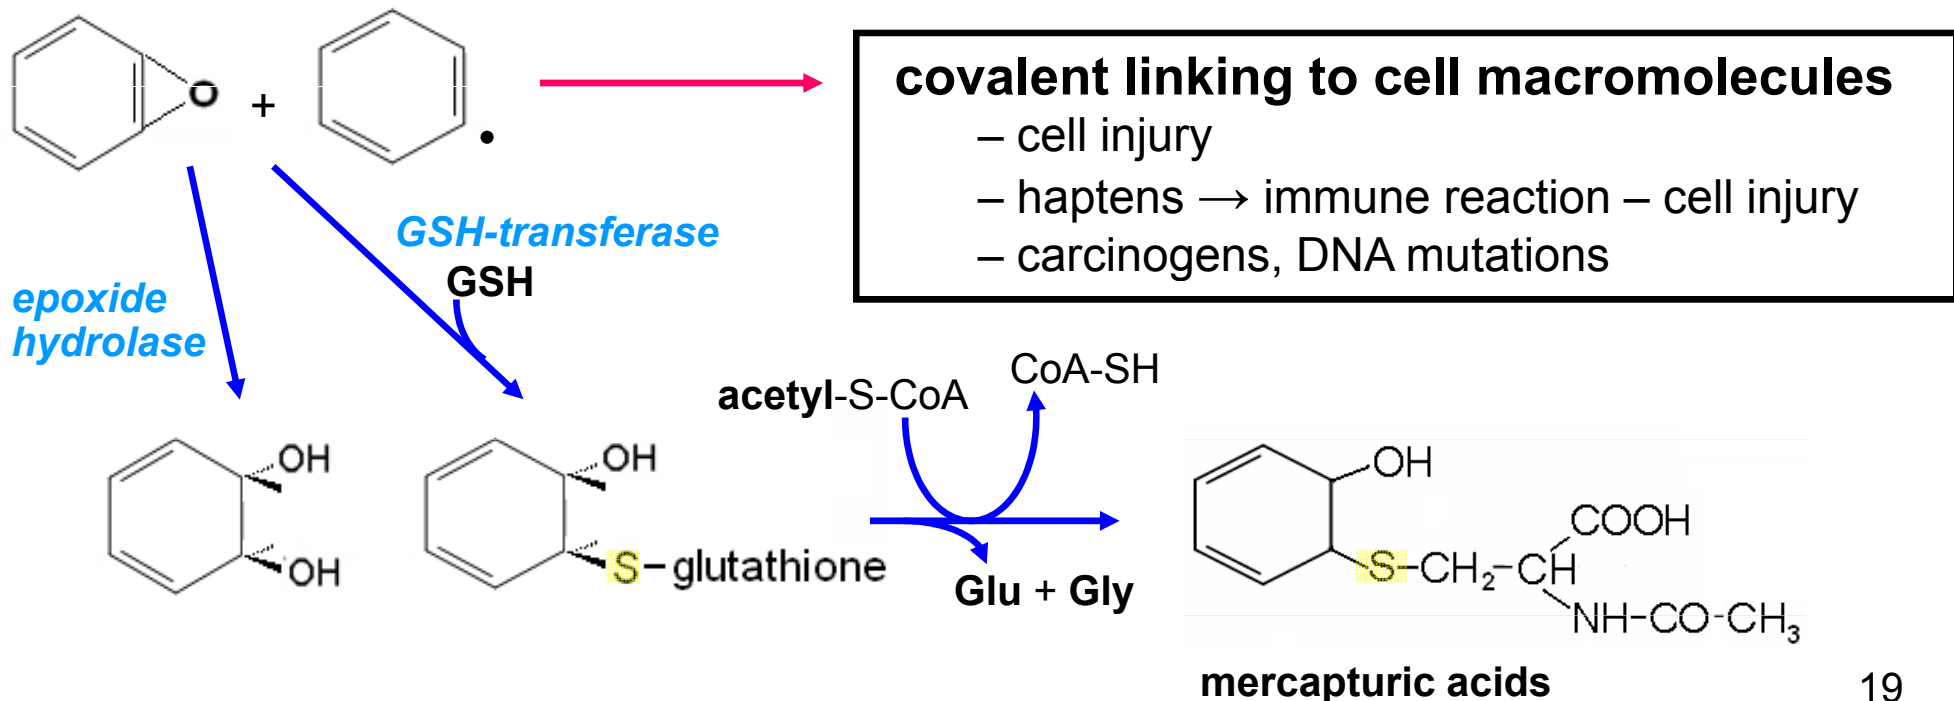 O
+
•
covalent linking to cell macromolecules
– cell injury
– haptens → immune reaction – cell injury
– carcinogens, DNA mutations
GSH-transferase
GSH
epoxide
hydrolase
acetyl-S-CoA
CoA-SH
OH
OH
OH
S–glutathione
Glu + Gly
OH
COOH
S–CH₂–CH
NH–CO–CH₃
mercapturic acids
19